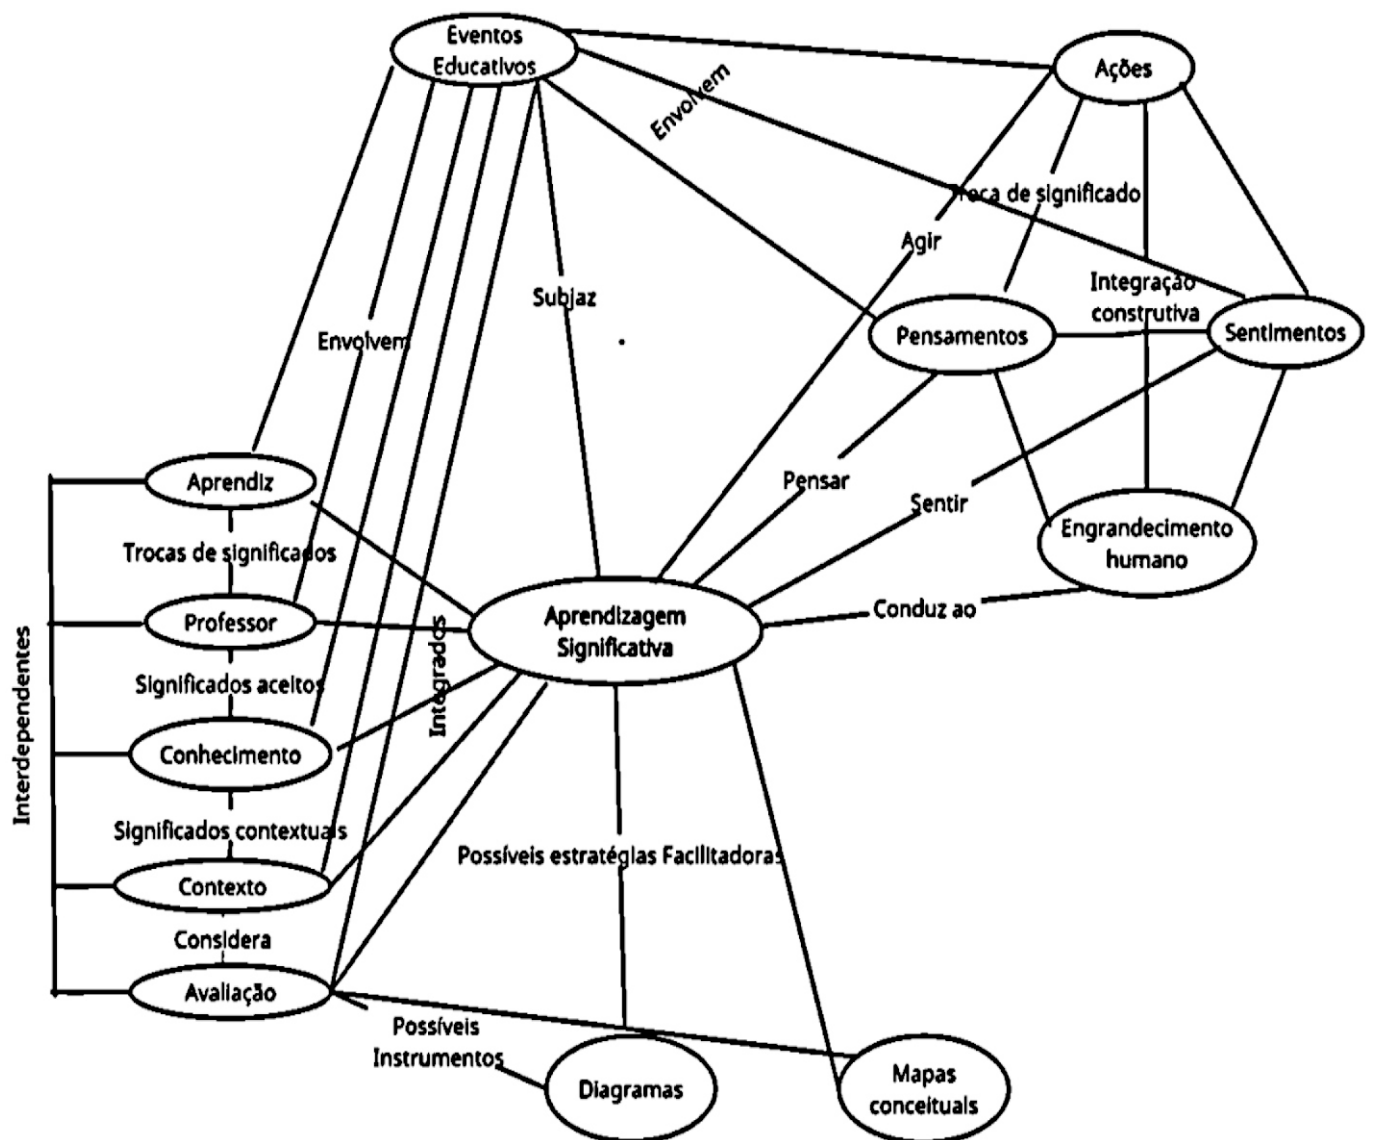 Eventos
Educativos
Ações
Envolvem
Troca de significado
Agir
Integração
construtiva
Subjaz
Envolvem
Pensamentos
Sentimentos
Aprendiz
Pensar
Sentir
Engrandecimento
humano
Trocas de significados
Professor
Aprendizagem
Significativa
Conduz ao
Integrados
Interdependentes
Significados aceitos
Conhecimento
Significados contextuais
Possíveis estratégias Facilitadoras
Contexto
Considera
Avaliação
Possíveis
Instrumentos
Diagramas
Mapas
conceituais